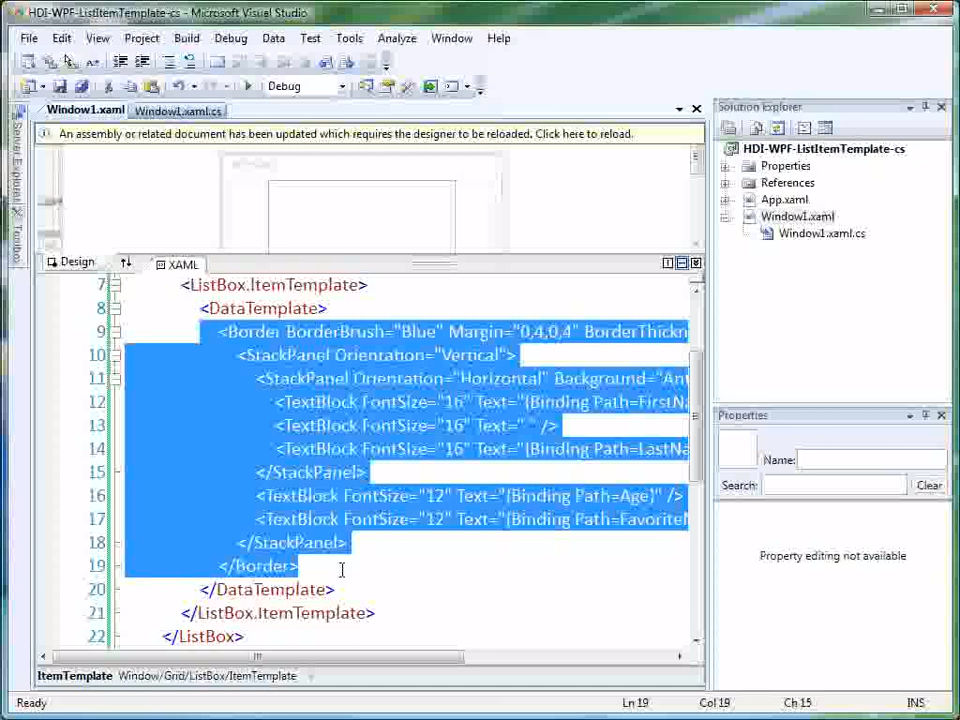 HDI-WPF-ListItemTemplate-cs - Microsoft Visual Studio
File Edit View Project Build Debug Data Test Tools Analyze Window Help
Debug
Window1.xaml Window1.xaml.cs
Solution Explorer
An assembly or related document has been updated which requires the designer to be reloaded. Click here to reload.
HDI-WPF-ListItemTemplate-cs
Properties
References
App.xaml
Window1.xaml
Window1.xaml.cs
Server Explorer
Toolbox
Design XAML
7 <ListBox.ItemTemplate>
8 <DataTemplate>
9 <Border BorderBrush="Blue" Margin="0,4,0,4" BorderThickn
10 <StackPanel Orientation="Vertical">
11 <StackPanel Orientation="Horizontal" Background="Ant
12 <TextBlock FontSize="16" Text="{Binding Path=FirstNa
13 <TextBlock FontSize="16" Text=" " />
14 <TextBlock FontSize="16" Text="{Binding Path=LastNa
15 </StackPanel>
16 <TextBlock FontSize="12" Text="{Binding Path=Age}" />
17 <TextBlock FontSize="12" Text="{Binding Path=FavoriteM
18 </StackPanel>
19 </Border>
20 </DataTemplate>
21 </ListBox.ItemTemplate>
22 </ListBox>
Properties
Name:
Search: Clear
Property editing not available
ItemTemplate Window/Grid/ListBox/ItemTemplate
Ready Ln 19 Col 19 Ch 15 INS